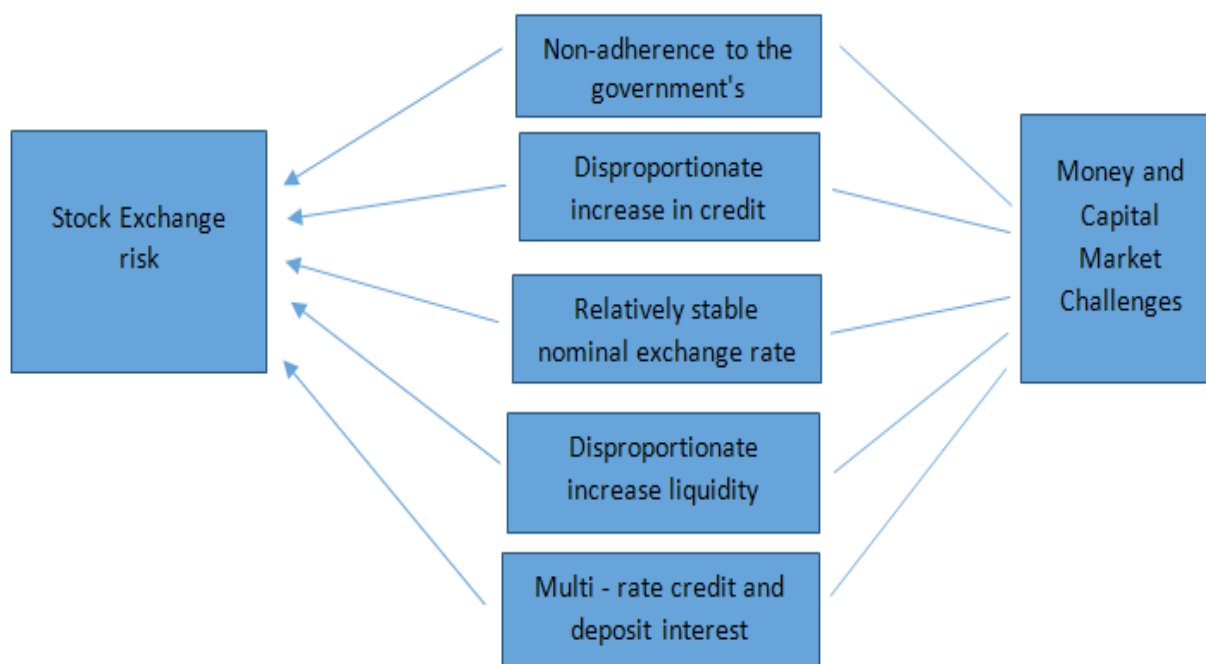 Non-adherence to the
government's
Disproportionate
increase in credit
Stock Exchange
risk
Relatively stable
nominal exchange rate
Money and
Capital
Market
Challenges
Disproportionate
increase liquidity
Multi - rate credit and
deposit interest